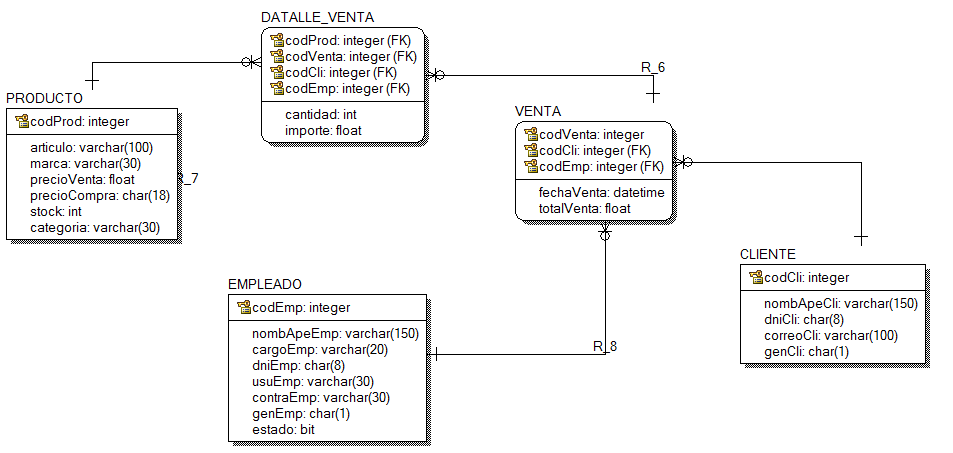 DATALLE_VENTA
codProd: integer (FK)
codVenta: integer (FK)
codCli: integer (FK)
codEmp: integer (FK)
cantidad: int
importe: float
R_6
PRODUCTO
codProd: integer
articulo: varchar(100)
marca: varchar(30)
precioVenta: float
precioCompra: char(18)
stock: int
categoria: varchar(30)
R_7
VENTA
codVenta: integer
codCli: integer (FK)
codEmp: integer (FK)
fechaVenta: datetime
totalVenta: float
CLIENTE
codCli: integer
nombApeCli: varchar(150)
dniCli: char(8)
correoCli: varchar(100)
genCli: char(1)
EMPLEADO
codEmp: integer
nombApeEmp: varchar(150)
cargoEmp: varchar(20)
dniEmp: char(8)
usuEmp: varchar(30)
contraEmp: varchar(30)
genEmp: char(1)
estado: bit
R_8